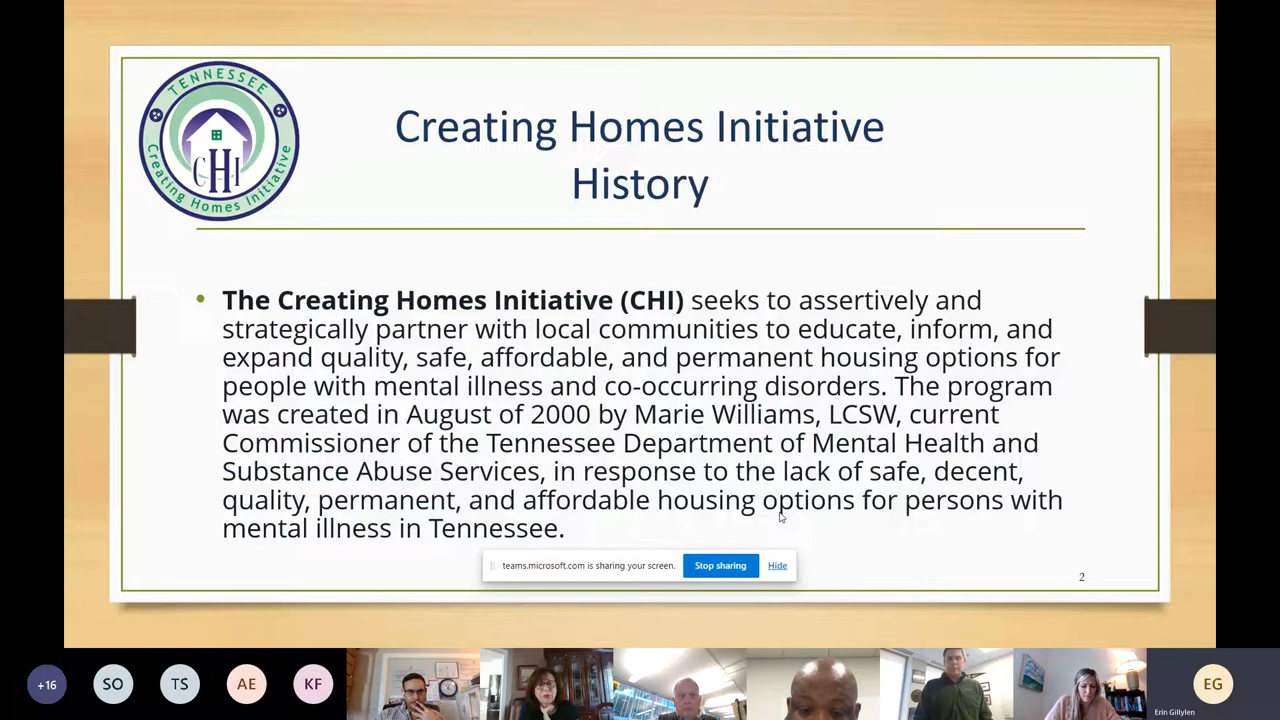 TENNESSEE
CHI
Creating Homes Initiative
Creating Homes Initiative
History
• The Creating Homes Initiative (CHI) seeks to assertively and
strategically partner with local communities to educate, inform, and
expand quality, safe, affordable, and permanent housing options for
people with mental illness and co-occurring disorders. The program
was created in August of 2000 by Marie Williams, LCSW, current
Commissioner of the Tennessee Department of Mental Health and
Substance Abuse Services, in response to the lack of safe, decent,
quality, permanent, and affordable housing options for persons with
mental illness in Tennessee.
teams.microsoft.com is sharing your screen. Stop sharing Hide
2
+16 SO TS AE KF EG
Erin Gillylen